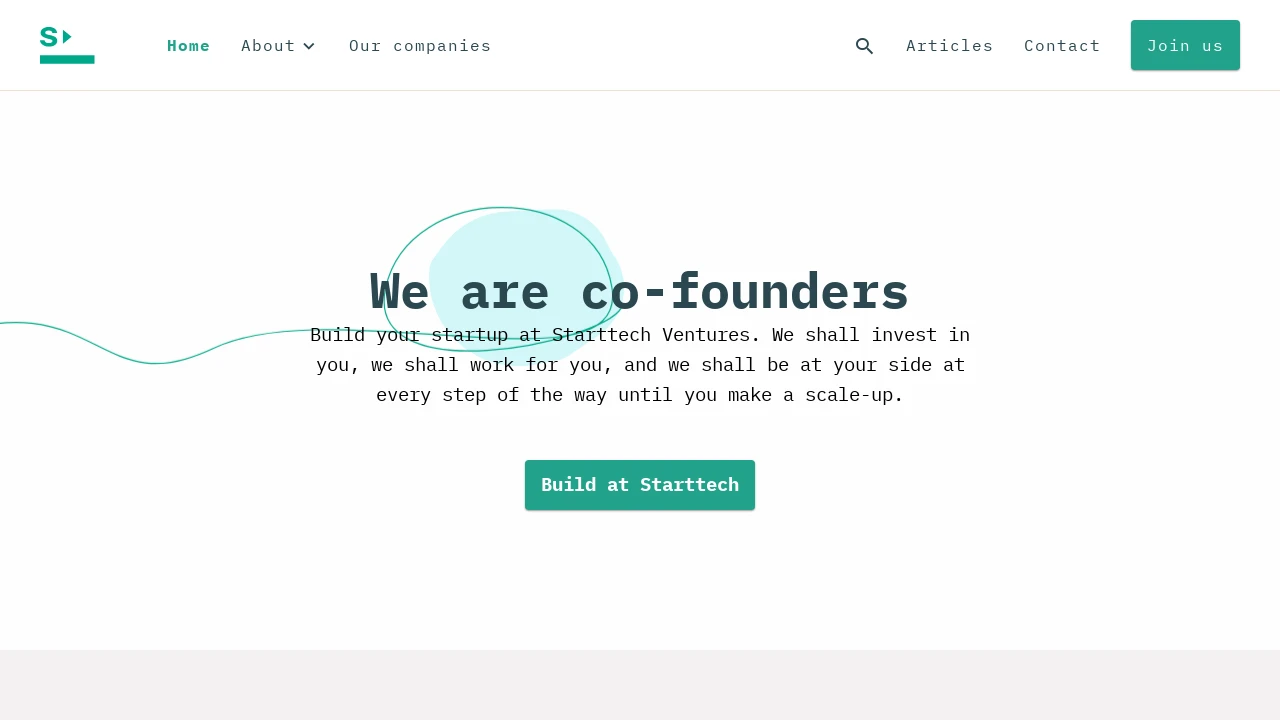 S
Home
About
Our companies
Articles
Contact
Join us
We are co-founders
Build your startup at Starttech Ventures. We shall invest in
you, we shall work for you, and we shall be at your side at
every step of the way until you make a scale-up.
Build at Starttech